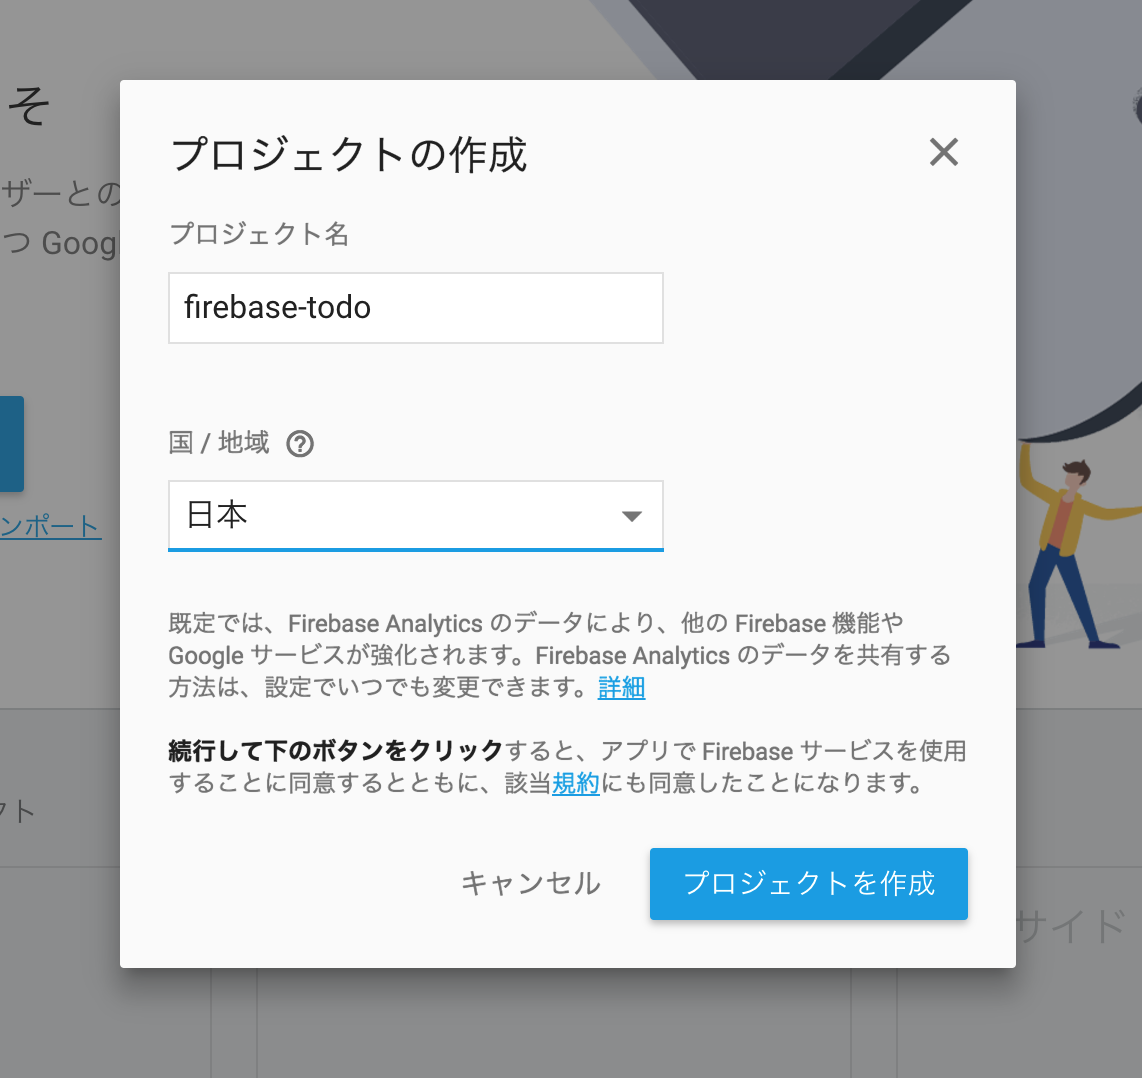 そ
ザーとの
つ Googl
ンポート
クト
サイド
プロジェクトの作成
プロジェクト名
firebase-todo
国 / 地域
日本
既定では、Firebase Analytics のデータにより、他の Firebase 機能や
Google サービスが強化されます。Firebase Analytics のデータを共有する
方法は、設定でいつでも変更できます。詳細
続行して下のボタンをクリックすると、アプリで Firebase サービスを使用
することに同意するとともに、該当規約にも同意したことになります。
キャンセル
プロジェクトを作成